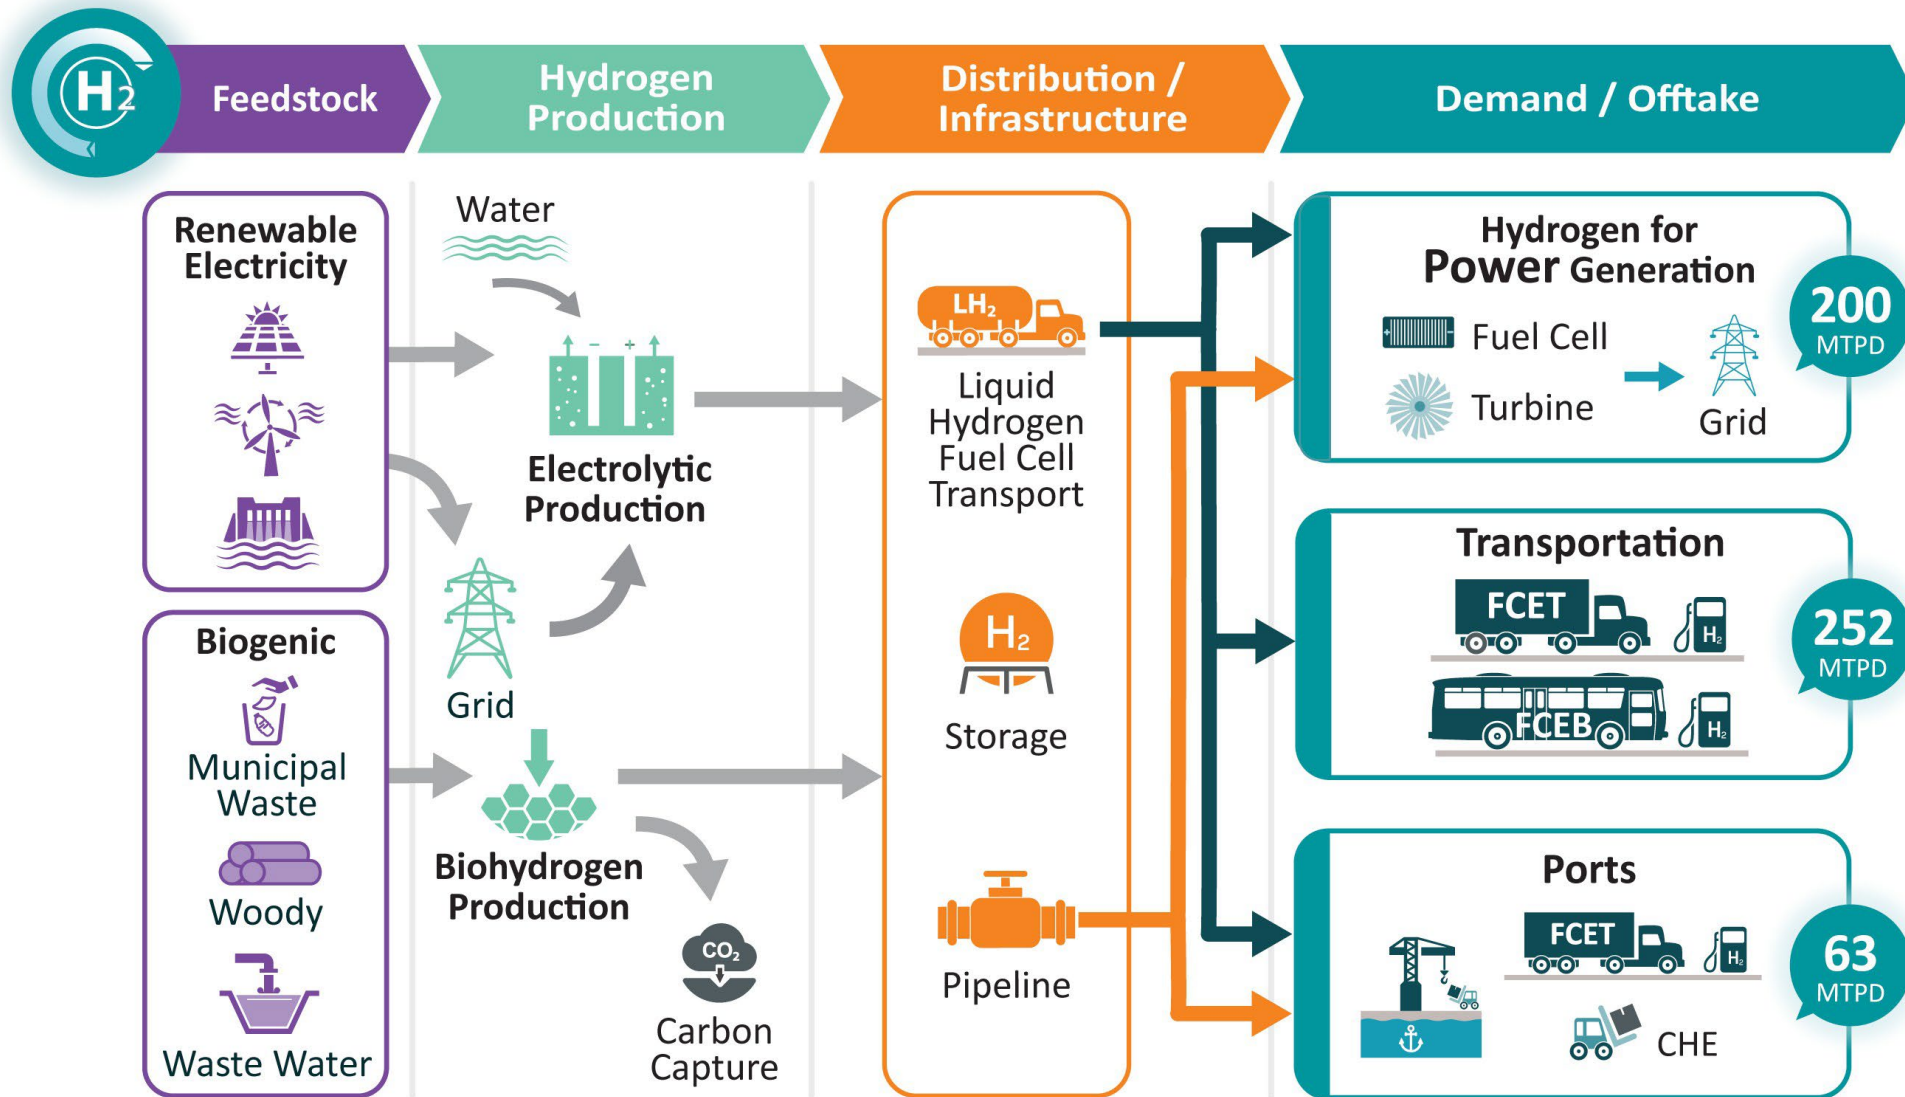 H2
Feedstock
Hydrogen
Production
Distribution /
Infrastructure
Demand / Offtake
Renewable
Electricity
Biogenic
Municipal
Waste
Woody
Waste Water
Water
- +
Electrolytic
Production
Grid
Biohydrogen
Production
CO₂
Carbon
Capture
LH₂
Liquid
Hydrogen
Fuel Cell
Transport
H₂
Storage
Pipeline
Hydrogen for
Power Generation
Fuel Cell
Turbine
Grid
200
MTPD
Transportation
FCET
H₂
FCEB
H₂
252
MTPD
Ports
FCET
H₂
CHE
63
MTPD